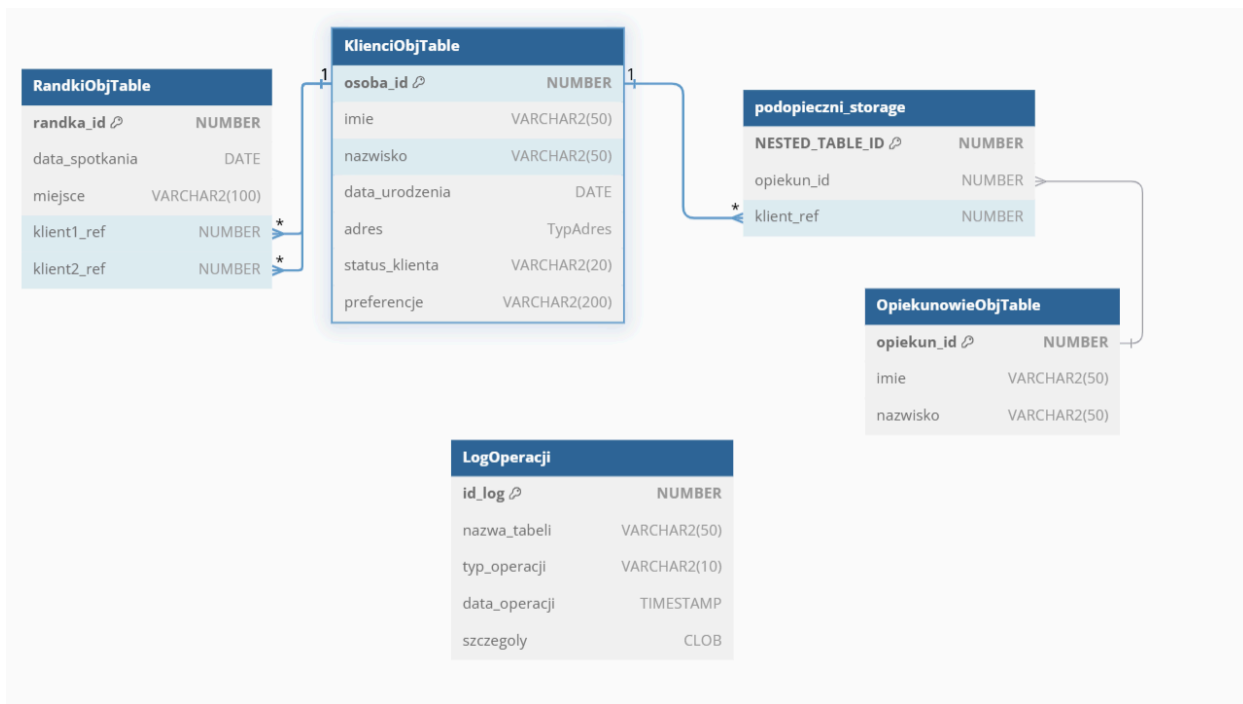 RandkiObjTable
randka_id NUMBER
data_spotkania DATE
miejsce VARCHAR2(100)
klient1_ref NUMBER *
klient2_ref NUMBER *
KlienciObjTable
1 osoba_id NUMBER 1
imie VARCHAR2(50)
nazwisko VARCHAR2(50)
data_urodzenia DATE
adres TypAdres
status_klienta VARCHAR2(20)
preferencje VARCHAR2(200)
podopieczni_storage
NESTED_TABLE_ID NUMBER
opiekun_id NUMBER
* klient_ref NUMBER
OpiekunowieObjTable
opiekun_id NUMBER
imie VARCHAR2(50)
nazwisko VARCHAR2(50)
LogOperacji
id_log NUMBER
nazwa_tabeli VARCHAR2(50)
typ_operacji VARCHAR2(10)
data_operacji TIMESTAMP
szczegoly CLOB